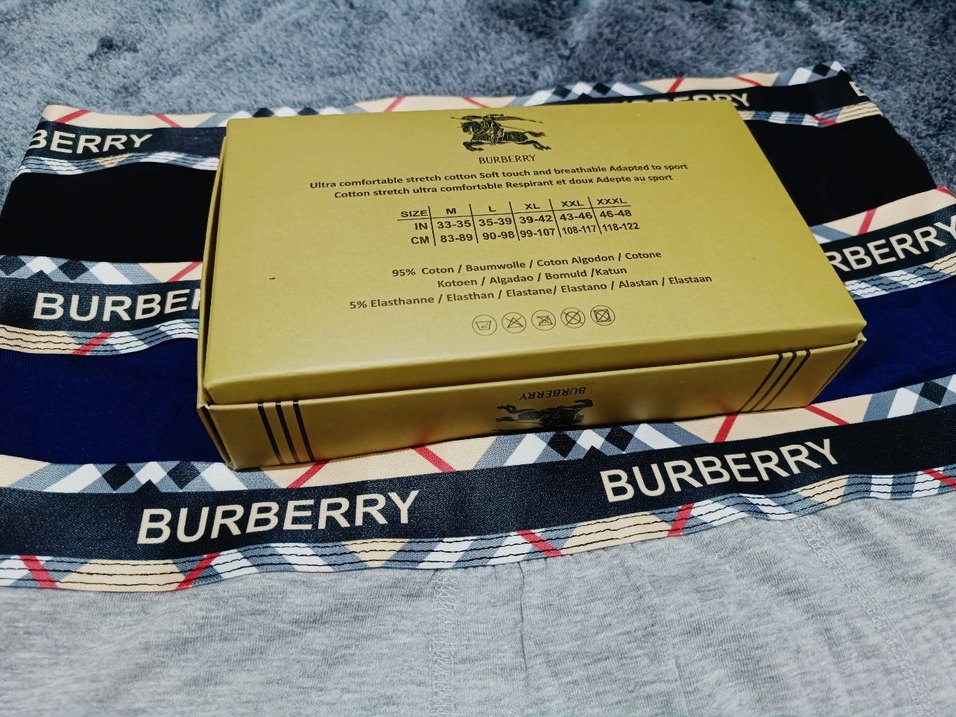 BERRY
BURBERRY
BURBERRY
Ultra comfortable stretch cotton Soft touch and breathable Adapted to sport
Cotton stretch ultra comfortable Respirant et doux Adepte au sport
SIZE M L XL XXL XXXL
IN 33-35 35-39 39-42 43-46 46-48
CM 83-89 90-98 99-107 108-117 118-122
95% Coton / Baumwolle / Coton Algodon / Cotone
Kotoen / Algadao / Bomuld /Katun
5% Elasthanne / Elasthan / Elastane/ Elastano / Alastan / Elastaan
BURBE
RBERRY
BURBERRY
BURBERRY
BURBERRY